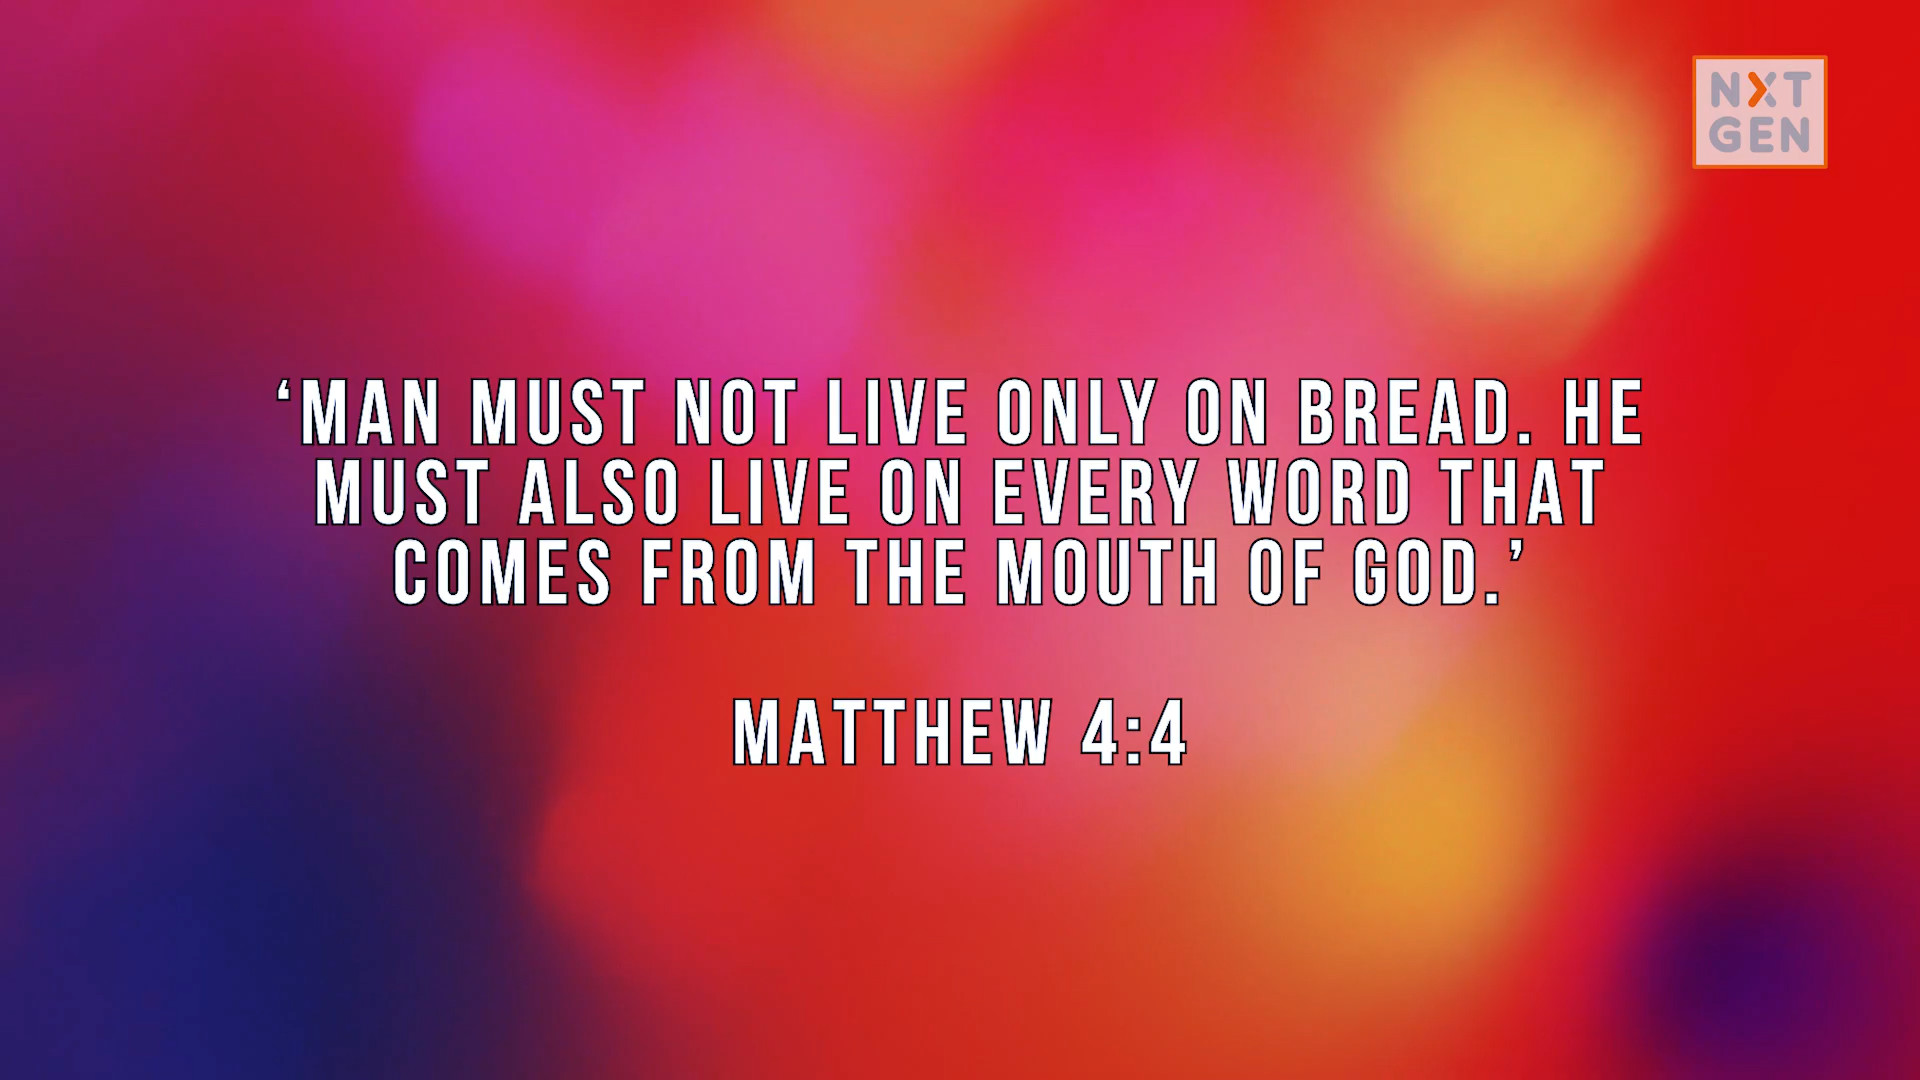 NXT
GEN
‘MAN MUST NOT LIVE ONLY ON BREAD. HE
MUST ALSO LIVE ON EVERY WORD THAT
COMES FROM THE MOUTH OF GOD.’
MATTHEW 4:4